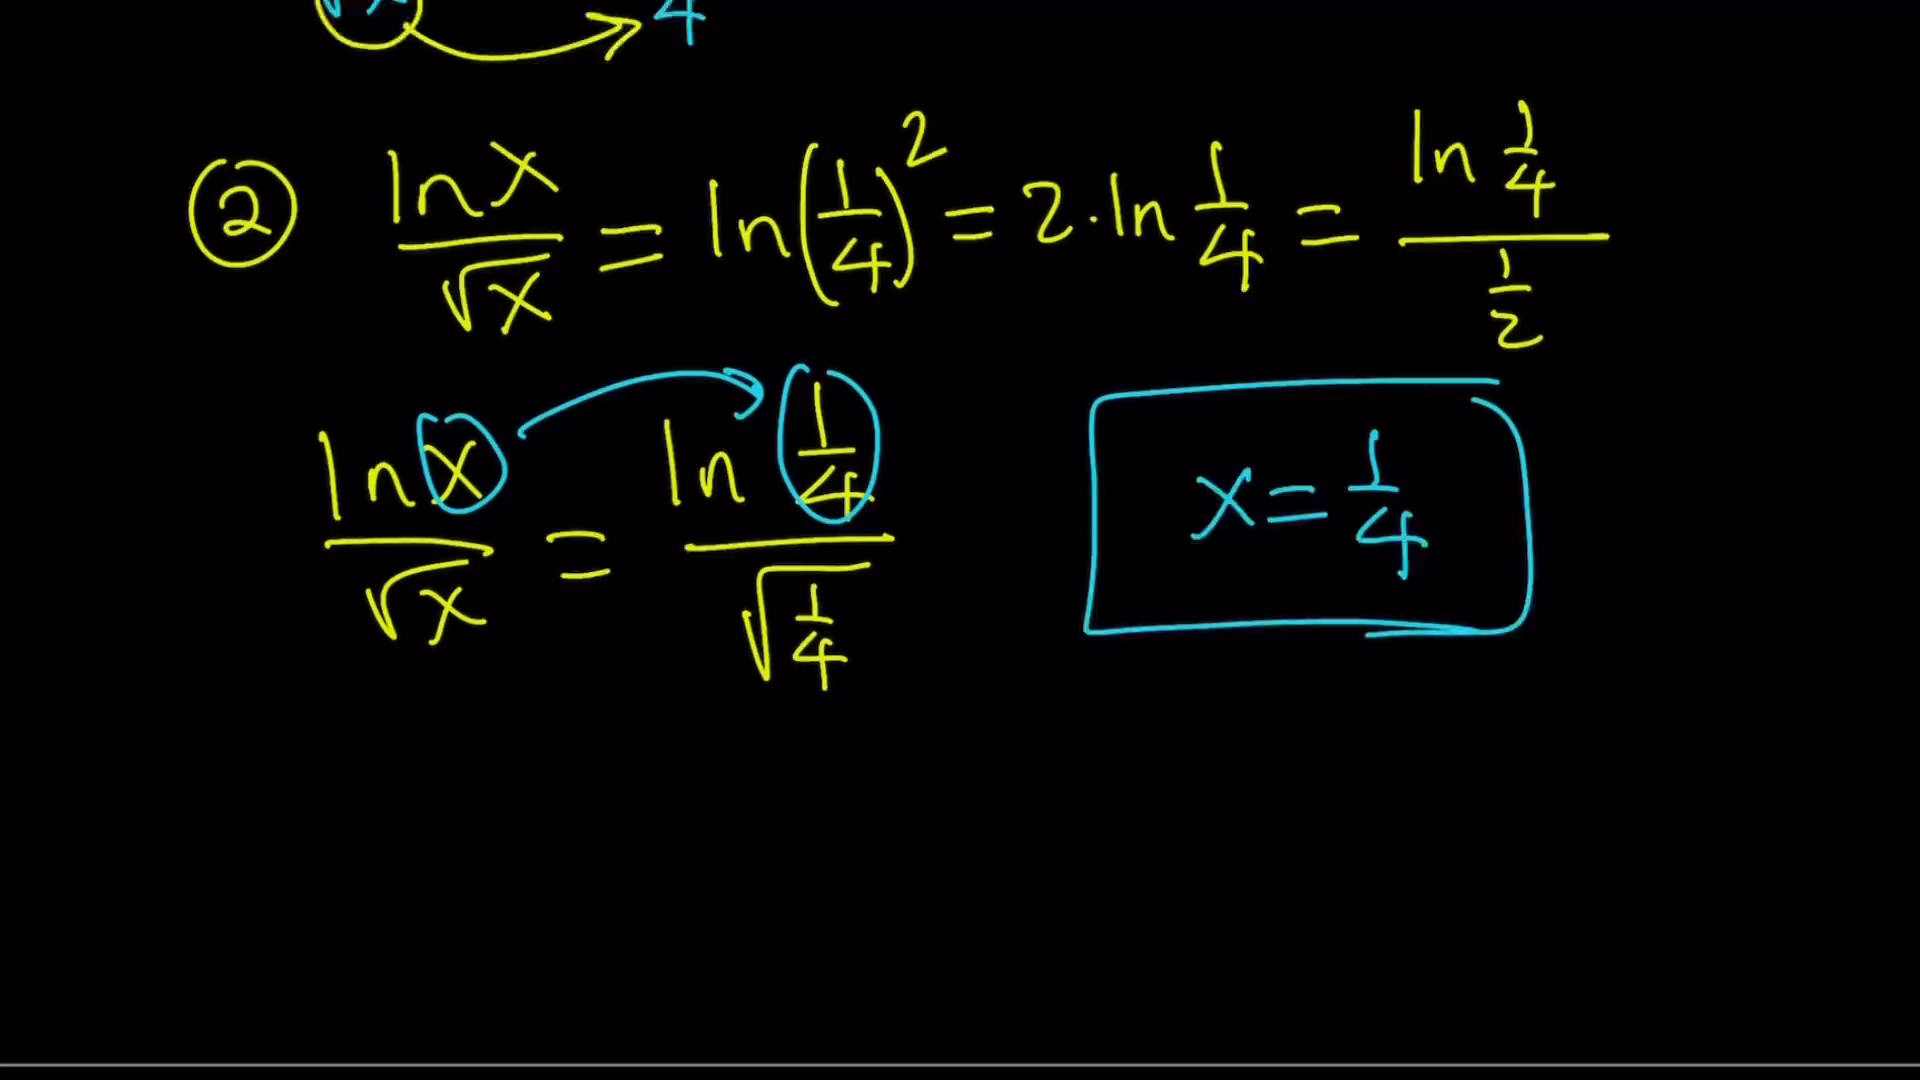 √x 4
② ln x / √x = ln(1/4)² = 2·ln 1/4 = ln 1/4 / 1/2
ln x / √x = ln 1/4 / √1/4
x = 1/4